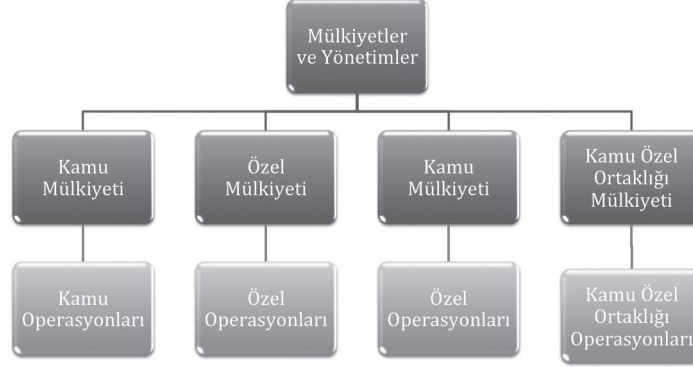 Mülkiyetler
ve Yönetimler
Kamu
Mülkiyeti
Özel
Mülkiyeti
Kamu
Mülkiyeti
Kamu Özel
Ortaklığı
Mülkiyeti
Kamu
Operasyonları
Özel
Operasyonları
Özel
Operasyonları
Kamu Özel
Ortaklığı
Operasyonları